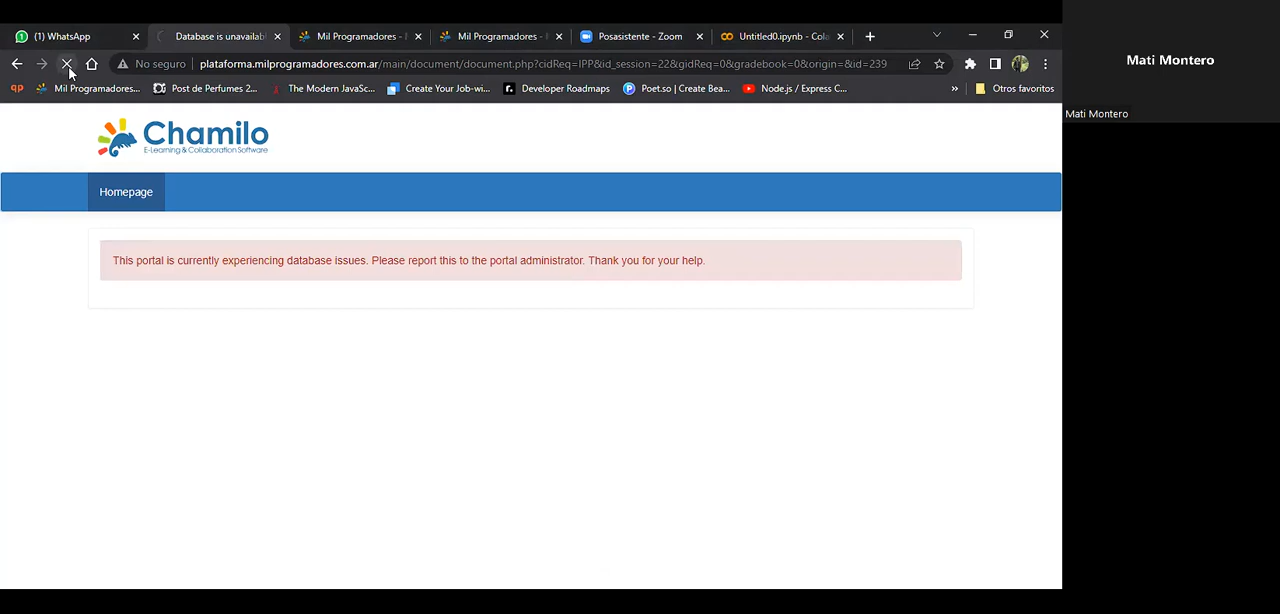 (1) WhatsApp
Database is unavailabl
Mil Programadores -
Mil Programadores -
Posasistente - Zoom
Untitled0.ipynb - Cola
No seguro
plataforma.milprogramadores.com.ar/main/document/document.php?cidReq=IPP&id_session=22&gidReq=0&gradebook=0&origin=&id=239
qp
Mil Programadores...
Post de Perfumes 2...
The Modern JavaSc...
Create Your Job-wi...
Developer Roadmaps
Poet.so | Create Bea...
Node.js / Express C...
»
Otros favoritos
Mati Montero
Mati Montero
Chamilo
E-Learning & Collaboration Software
Homepage
This portal is currently experiencing database issues. Please report this to the portal administrator. Thank you for your help.